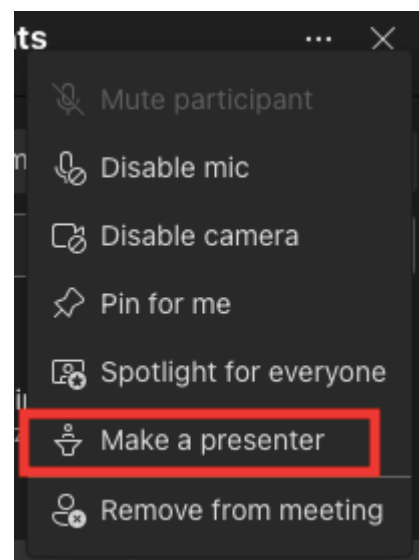 ts
Mute participant
Disable mic
Disable camera
Pin for me
Spotlight for everyone
Make a presenter
Remove from meeting